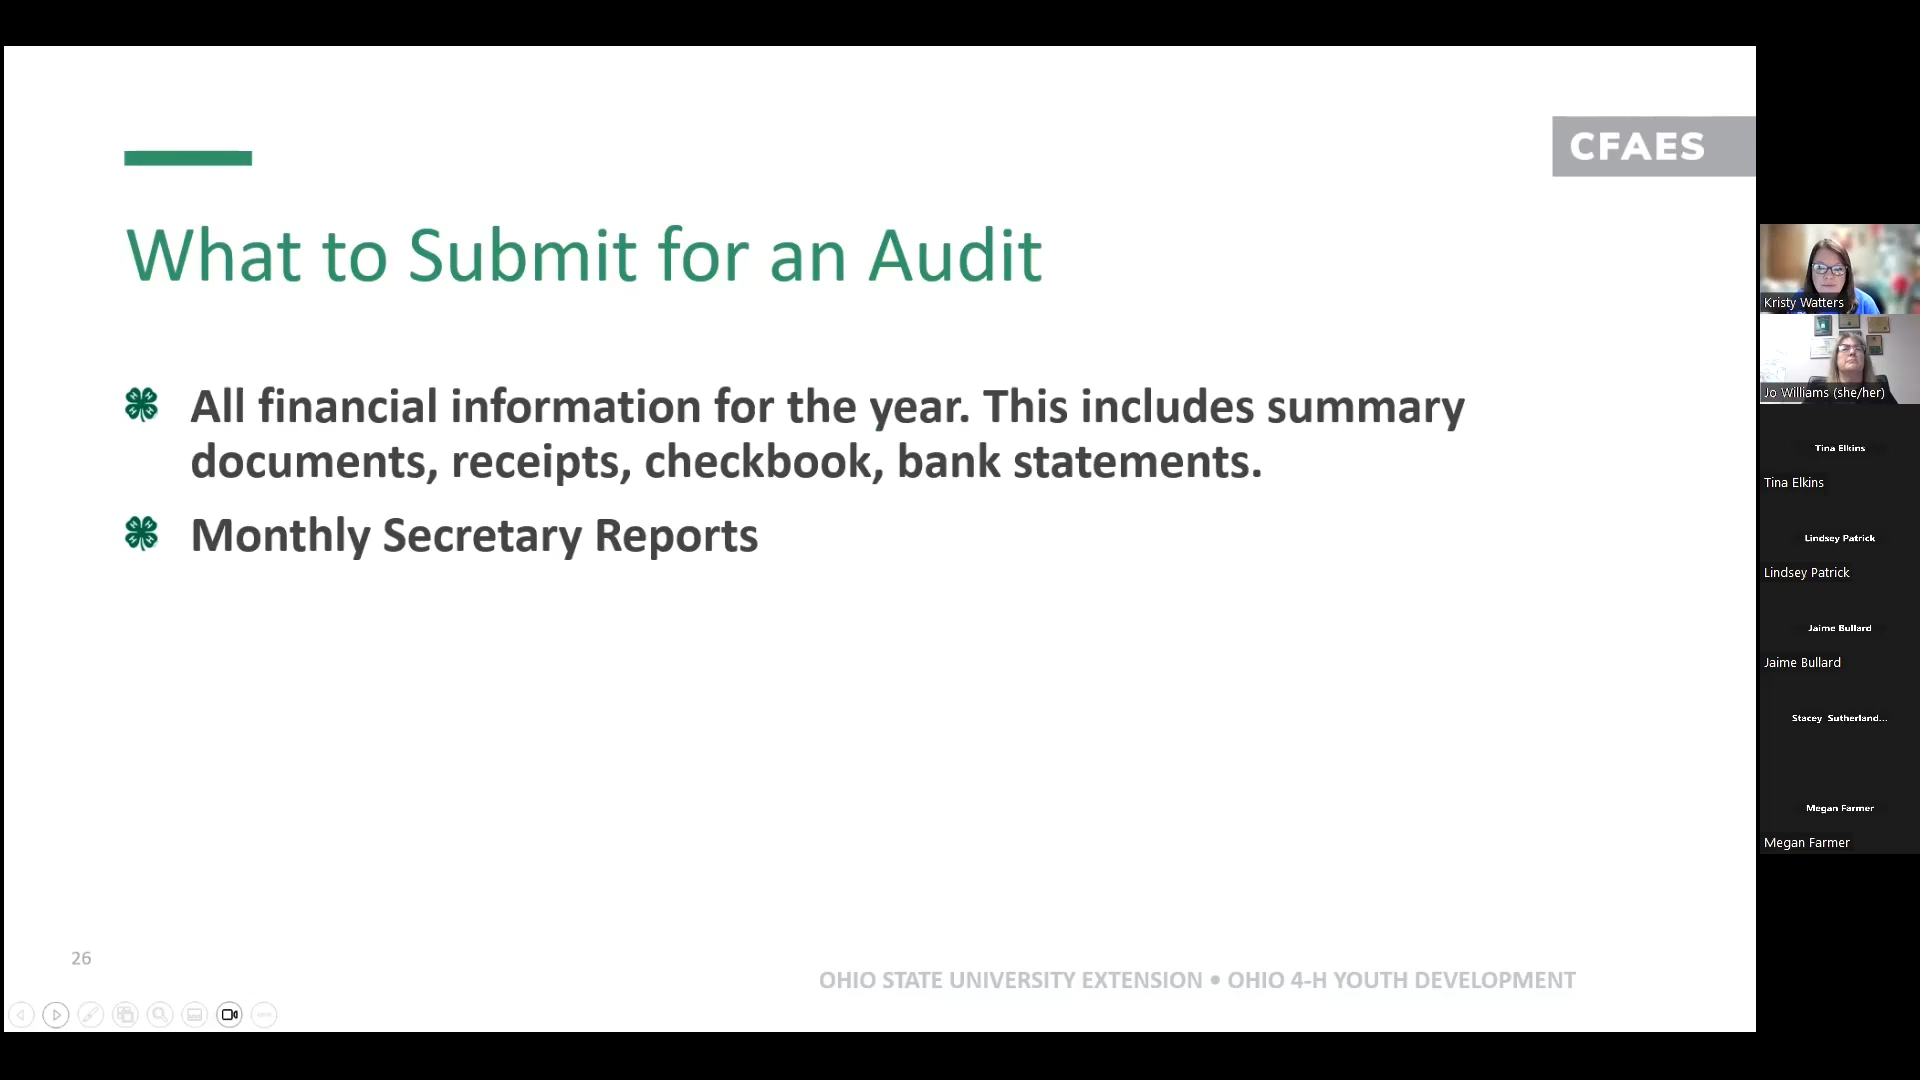 CFAES
What to Submit for an Audit
All financial information for the year. This includes summary
documents, receipts, checkbook, bank statements.
Monthly Secretary Reports
26
OHIO STATE UNIVERSITY EXTENSION • OHIO 4-H YOUTH DEVELOPMENT
Kristy Watters
Jo Williams (she/her)
Tina Elkins
Tina Elkins
Lindsey Patrick
Lindsey Patrick
Jaime Bullard
Jaime Bullard
Stacey Sutherland...
Megan Farmer
Megan Farmer